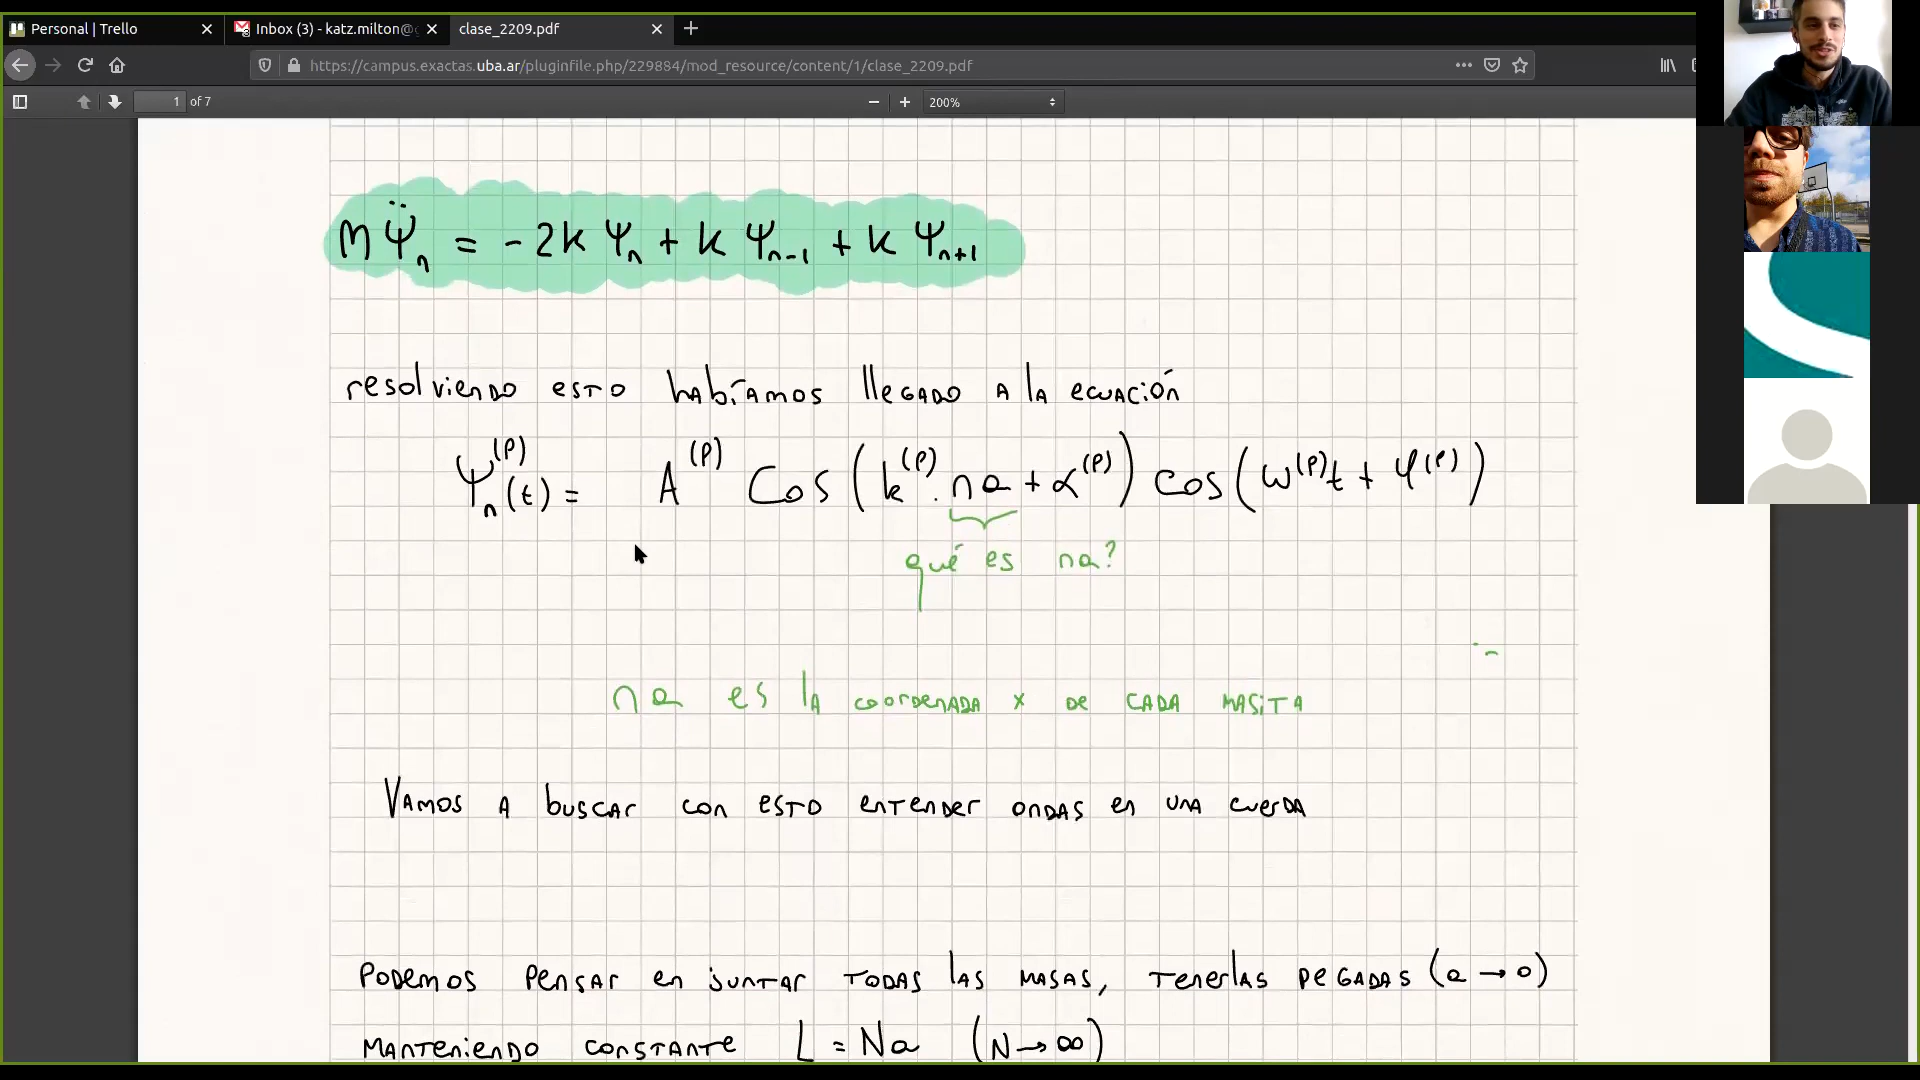 Personal | Trello
Inbox (3) - katz.milton@
clase_2209.pdf
https://campus.exactas.uba.ar/pluginfile.php/229884/mod_resource/content/1/clase_2209.pdf
1 of 7
200%
M ψ̈ₙ = - 2k ψₙ + k ψₙ₋₁ + k ψₙ₊₁
resolviendo esto habíamos llegado a la ecuación
ψₙ⁽ᵖ⁾(t) = A⁽ᵖ⁾ cos(k⁽ᵖ⁾. na + α⁽ᵖ⁾) cos(ω⁽ᵖ⁾t + φ⁽ᵖ⁾)
qué es na?
na es la coordenada x de cada masita
Vamos a buscar con esto entender ondas en una cuerda
Podemos pensar en juntar todas las masas, tenerlas pegadas (a → 0)
manteniendo constante L = Na (N → ∞)